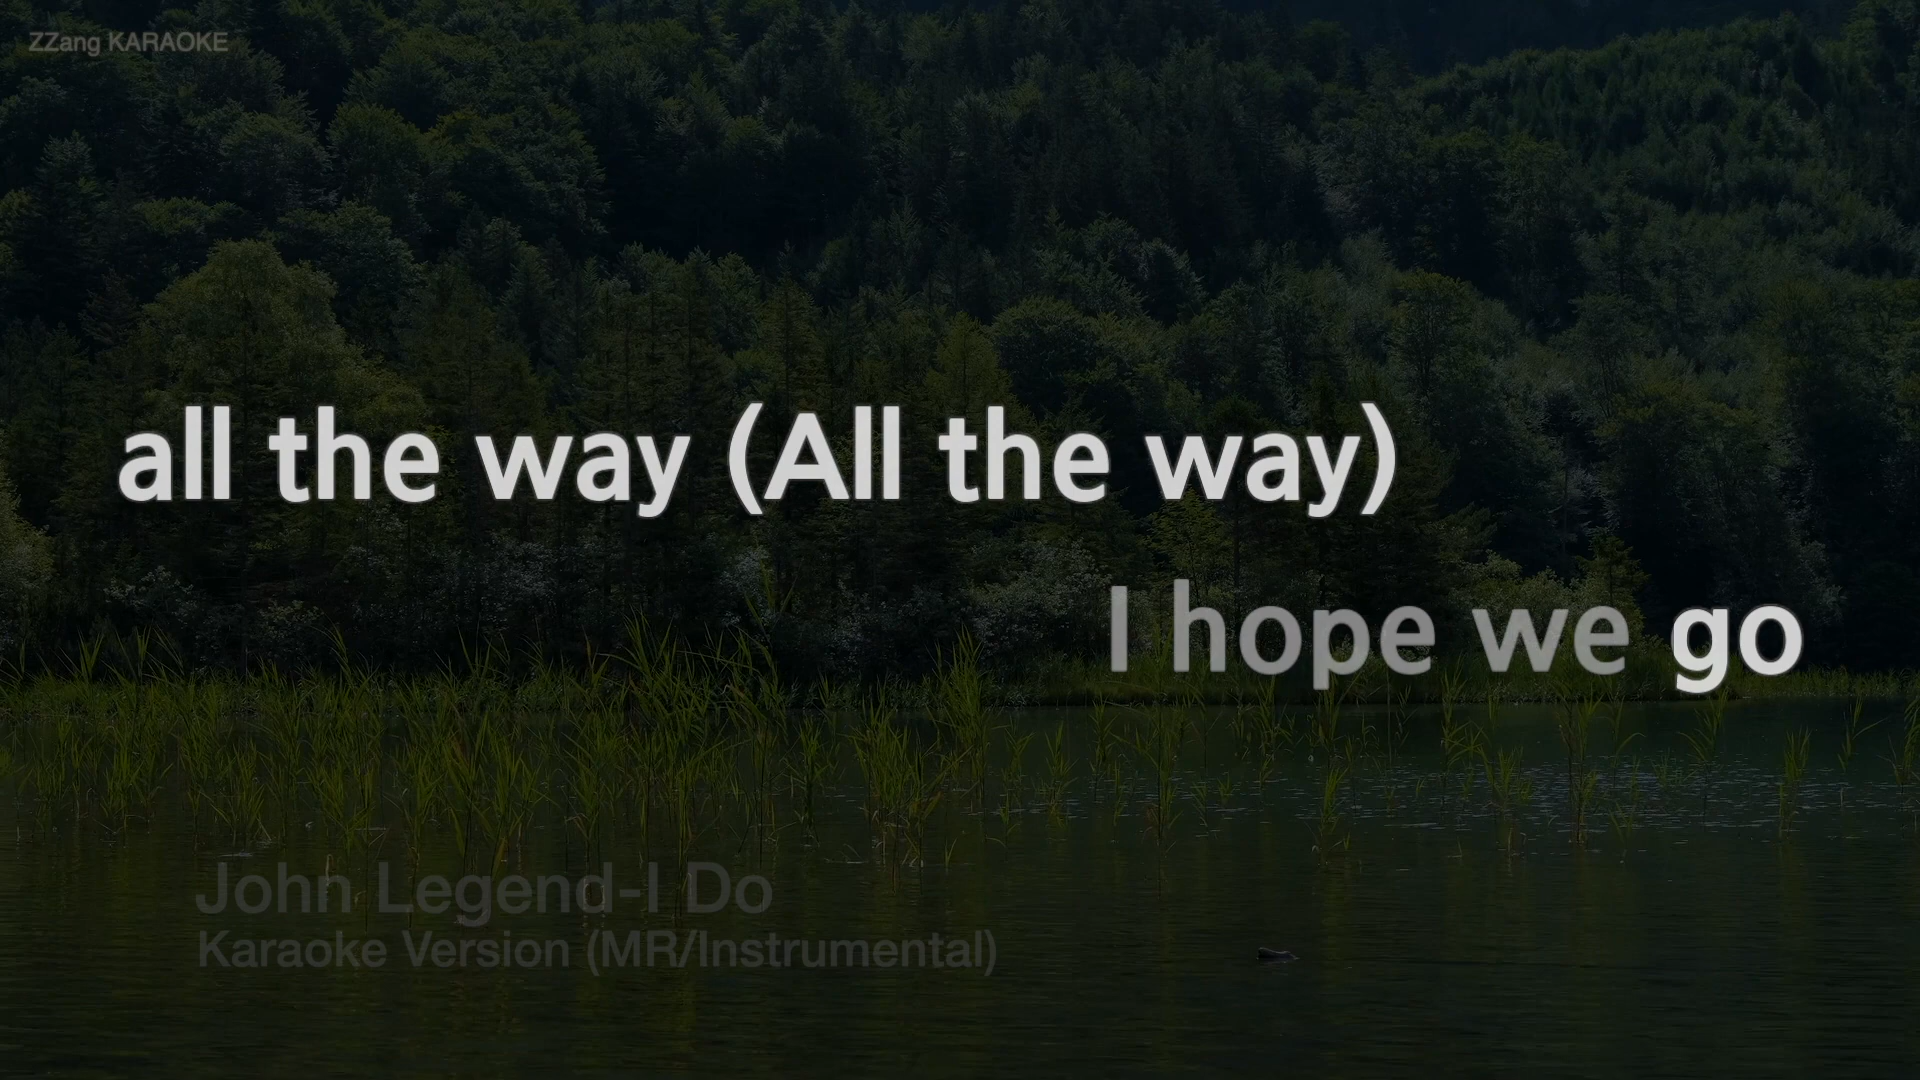 ZZang KARAOKE
all the way (All the way)
I hope we go
John Legend-I Do
Karaoke Version (MR/Instrumental)